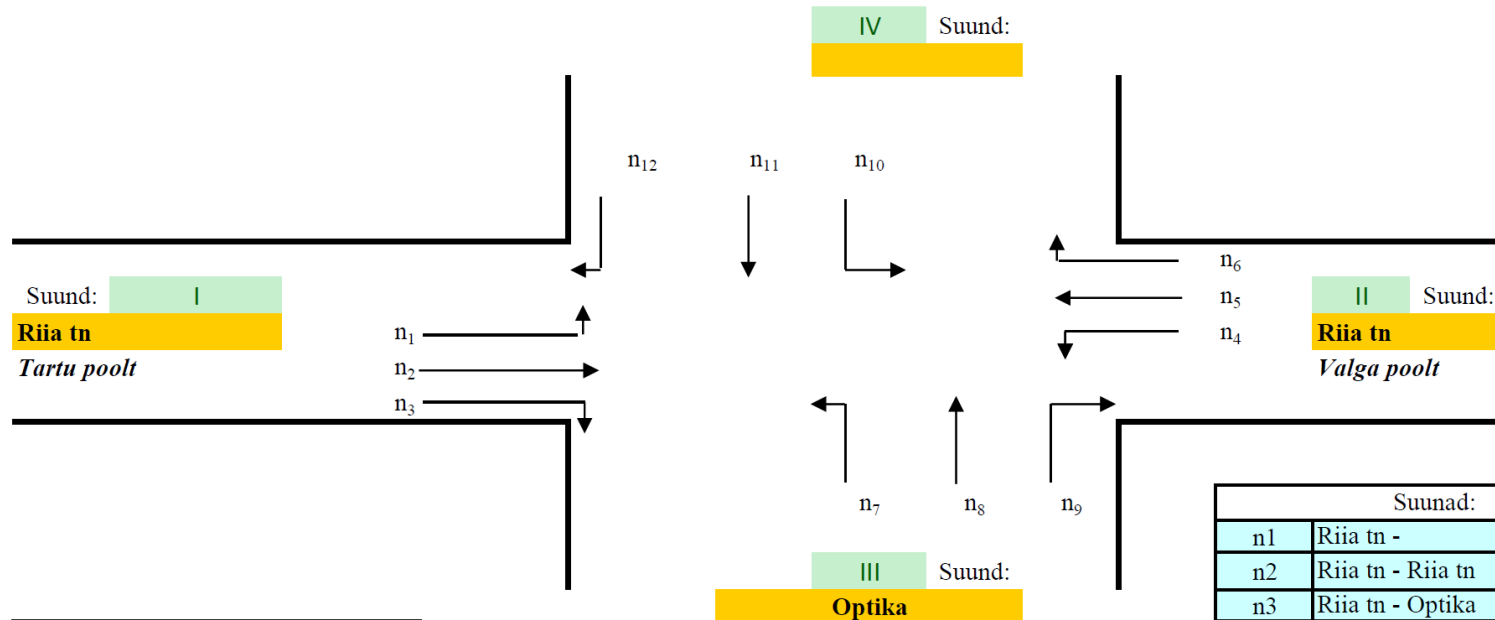 IV Suund:
n12 n11 n10
n6
Suund: I
n5
II Suund:
Riia tn
n1
n4
Riia tn
Tartu poolt
n2
Valga poolt
n3
n7 n8 n9
Suunad:
n1 Riia tn -
n2 Riia tn - Riia tn
III Suund:
n3 Riia tn - Optika
Optika